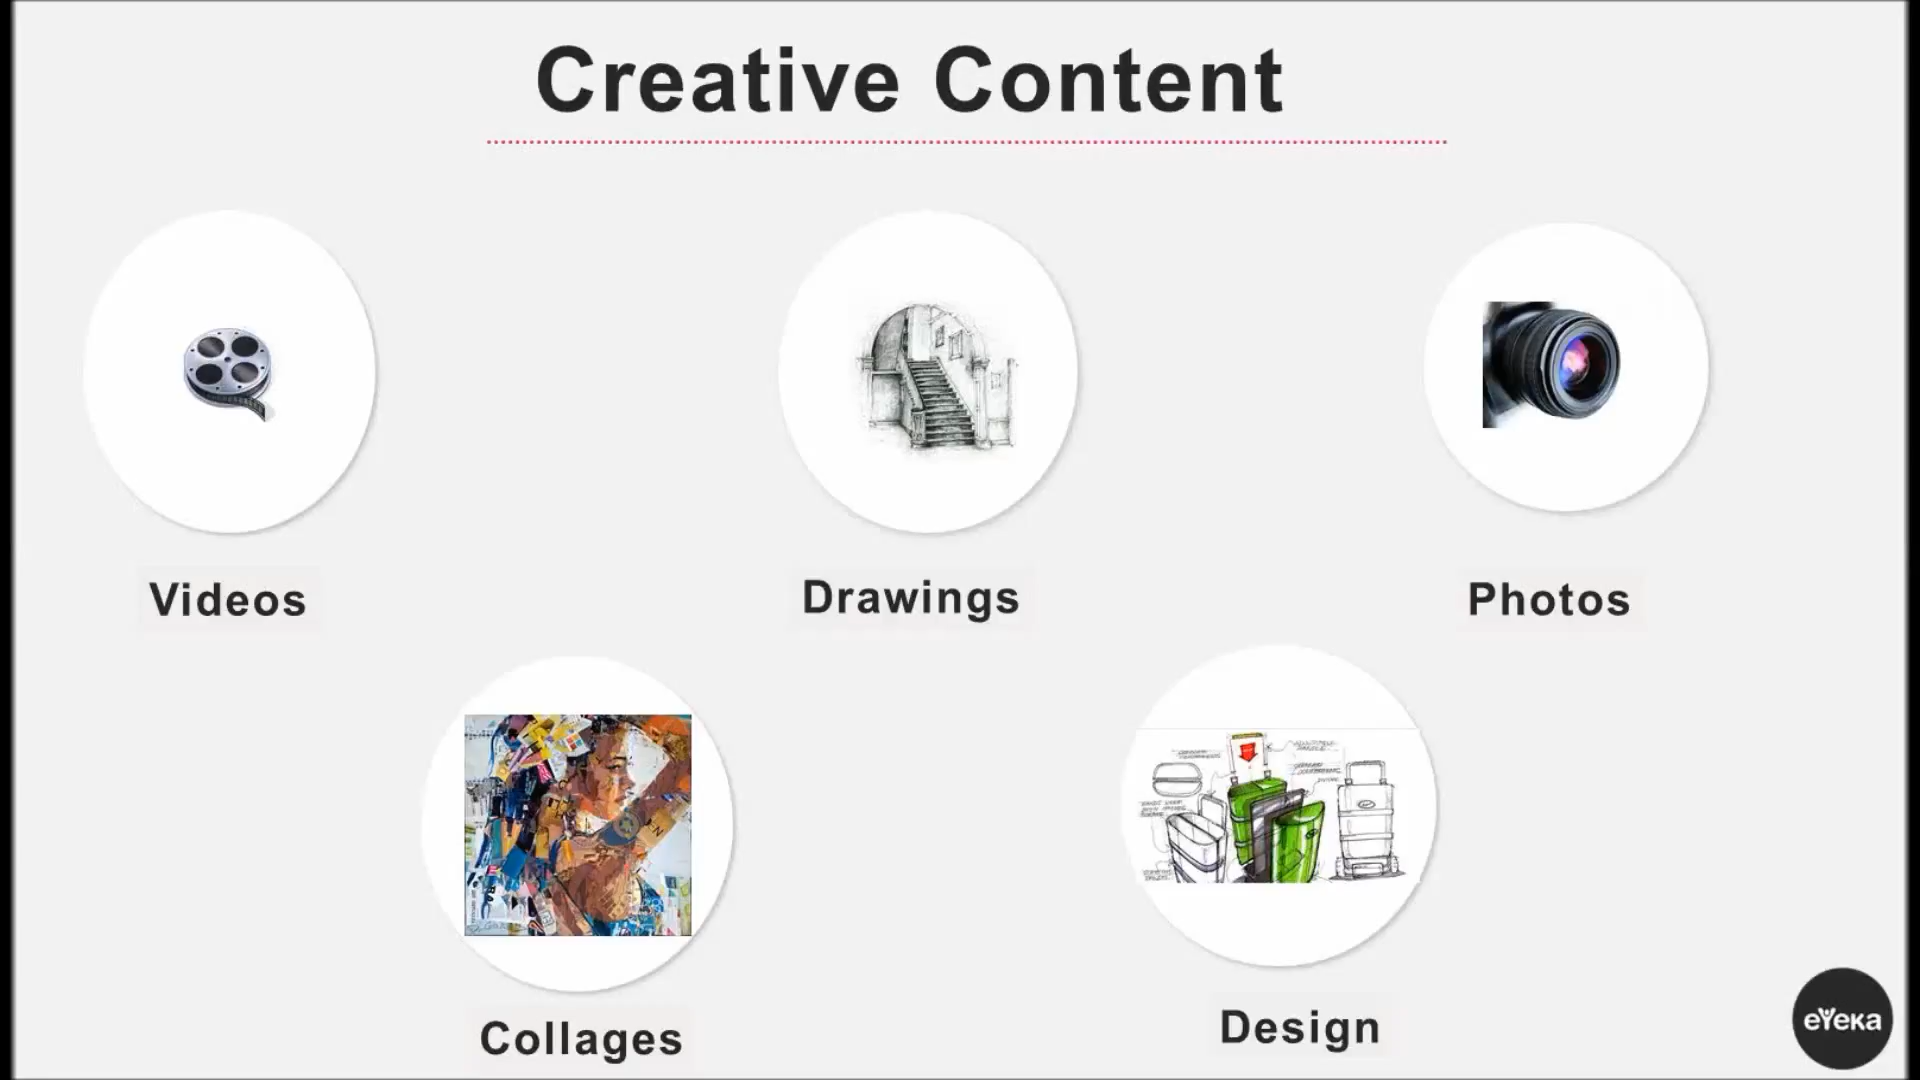 Creative Content
Videos
Drawings
Photos
Collages
Design
eYeka